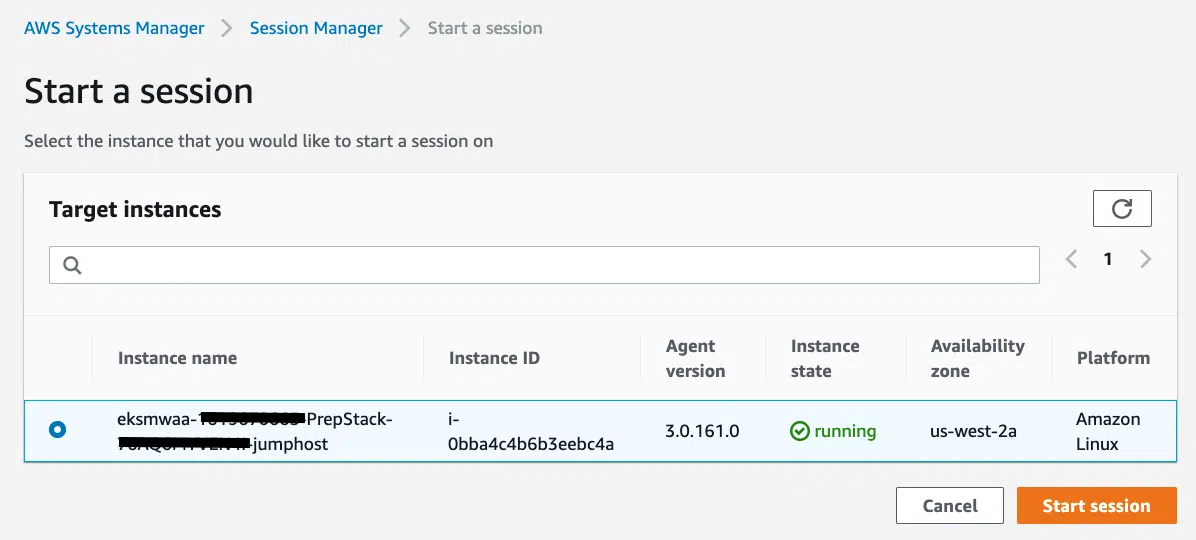 AWS Systems Manager > Session Manager > Start a session
Start a session
Select the instance that you would like to start a session on
Target instances
1
Instance name Instance ID Agent version Instance state Availability zone Platform
eksmwaa- -PrepStack-
-jumphost
i-
0bba4c4b6b3eebc4a
3.0.161.0
running
us-west-2a
Amazon
Linux
Cancel
Start session